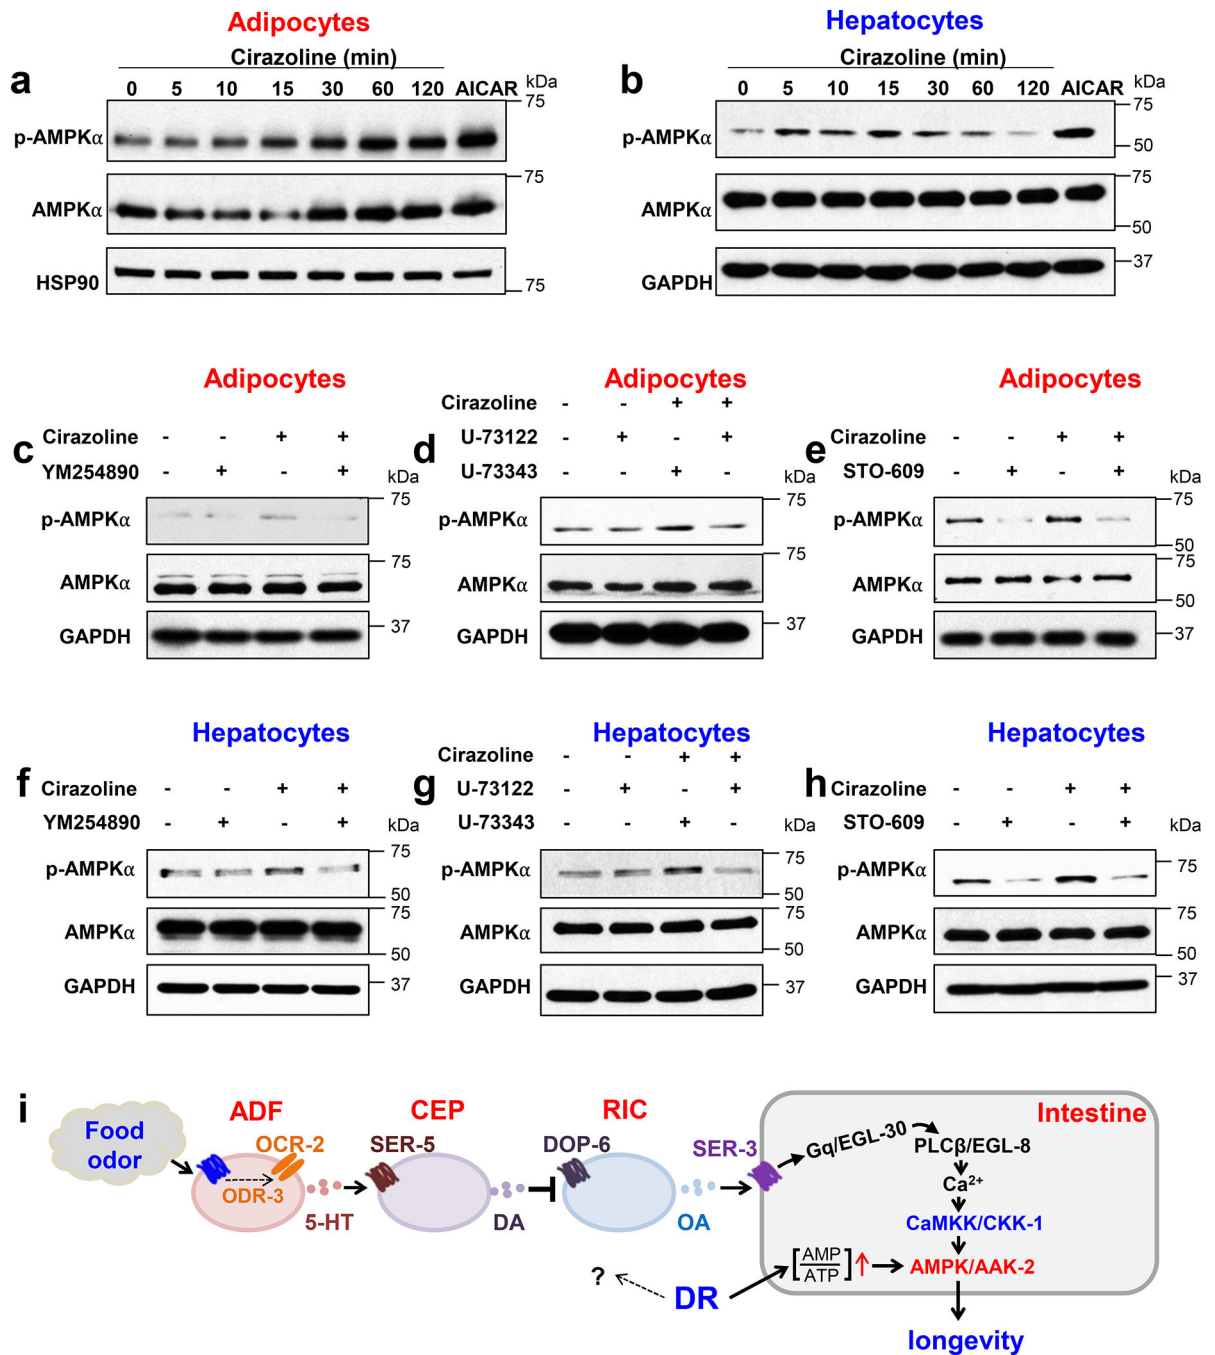 Adipocytes
Cirazoline (min)
a
0 5 10 15 30 60 120 AICAR kDa
75
p-AMPKα
75
AMPKα
HSP90
75
Hepatocytes
Cirazoline (min)
b
0 5 10 15 30 60 120 AICAR kDa
75
p-AMPKα
50
75
AMPKα
50
37
GAPDH
Adipocytes
c
Cirazoline - - + +
YM254890 - + - +
kDa
75
p-AMPKα
75
AMPKα
37
GAPDH
Adipocytes
Cirazoline - - + +
d
U-73122 - + - +
U-73343 - - + -
kDa
75
p-AMPKα
75
AMPKα
37
GAPDH
Adipocytes
e
Cirazoline - - + +
STO-609 - + - +
kDa
75
p-AMPKα
50
75
AMPKα
50
37
GAPDH
Hepatocytes
f
Cirazoline - - + +
YM254890 - + - +
kDa
75
p-AMPKα
50
75
AMPKα
50
37
GAPDH
Hepatocytes
Cirazoline - - + +
g
U-73122 - + - +
U-73343 - - + -
kDa
75
p-AMPKα
50
75
AMPKα
50
37
GAPDH
Hepatocytes
h
Cirazoline - - + +
STO-609 - + - +
kDa
75
p-AMPKα
75
AMPKα
50
37
GAPDH
i
Food
odor
ADF
OCR-2
ODR-3
5-HT
CEP
SER-5
DA
RIC
DOP-6
OA
SER-3
Intestine
Gq/EGL-30
PLCβ/EGL-8
Ca²⁺
CaMKK/CKK-1
[AMP
ATP]
AMPK/AAK-2
?
DR
longevity